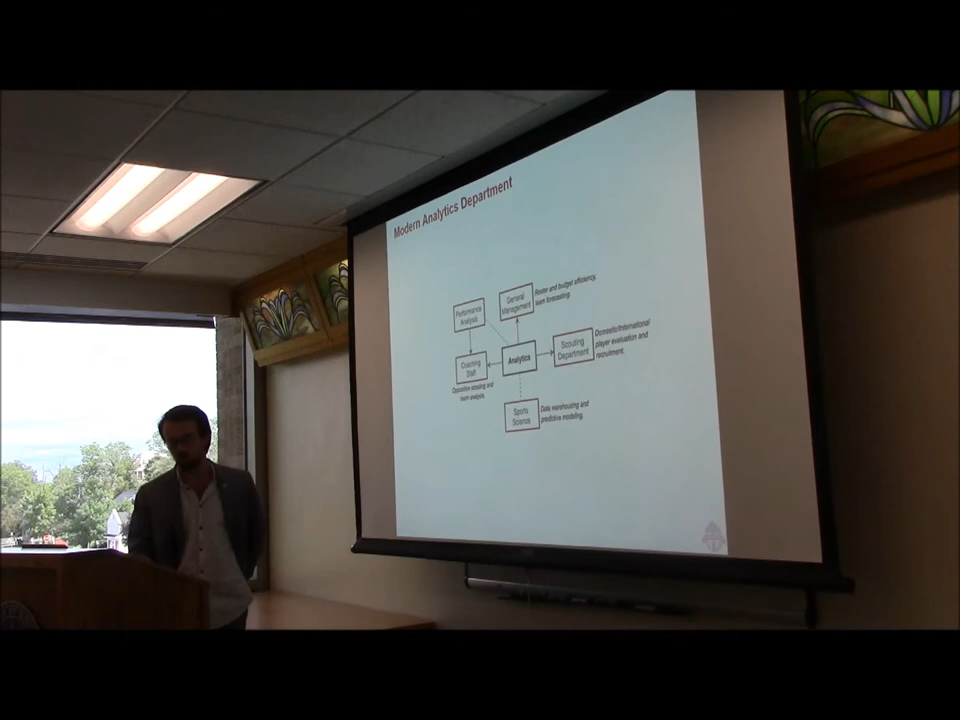 Modern Analytics Department
Performance
Analysis
General
Management
Roster and budget efficiency,
team forecasting.
Coaching
Staff
Analytics
Scouting
Department
Domestic/International
player evaluation and
recruitment.
Opposition scouting and
team analysis.
Sports
Science
Data warehousing and
predictive modeling.